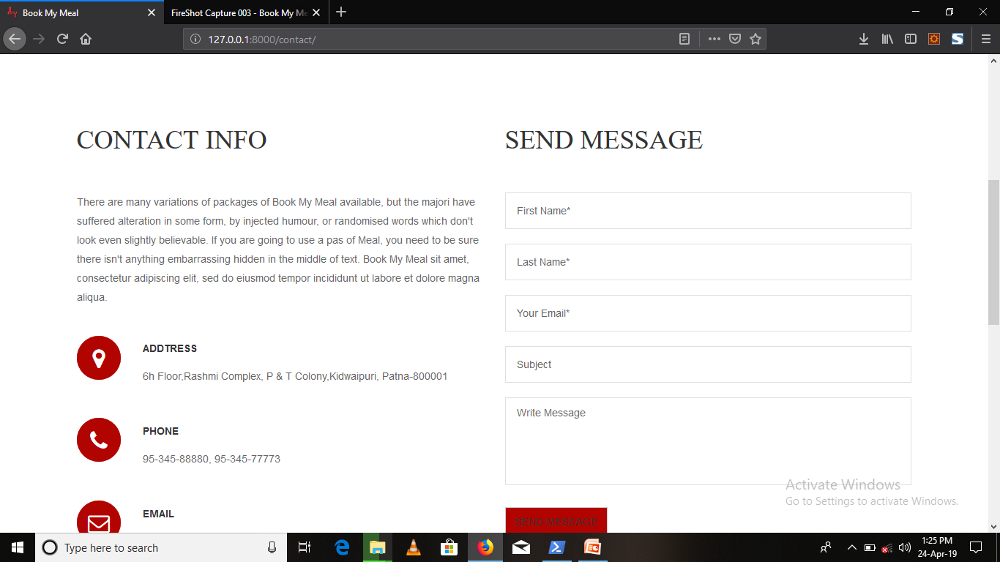 Book My Meal
FireShot Capture 003 - Book My Me
127.0.0.1:8000/contact/
CONTACT INFO
There are many variations of packages of Book My Meal available, but the majori have
suffered alteration in some form, by injected humour, or randomised words which don't
look even slightly believable. If you are going to use a pas of Meal, you need to be sure
there isn't anything embarrassing hidden in the middle of text. Book My Meal sit amet,
consectetur adipiscing elit, sed do eiusmod tempor incididunt ut labore et dolore magna
aliqua.
ADDTRESS
6h Floor,Rashmi Complex, P & T Colony,Kidwaipuri, Patna-800001
PHONE
95-345-88880, 95-345-77773
EMAIL
SEND MESSAGE
First Name*
Last Name*
Your Email*
Subject
Write Message
SEND MESSAGE
Activate Windows
Go to Settings to activate Windows.
Type here to search
1:25 PM
24-Apr-19